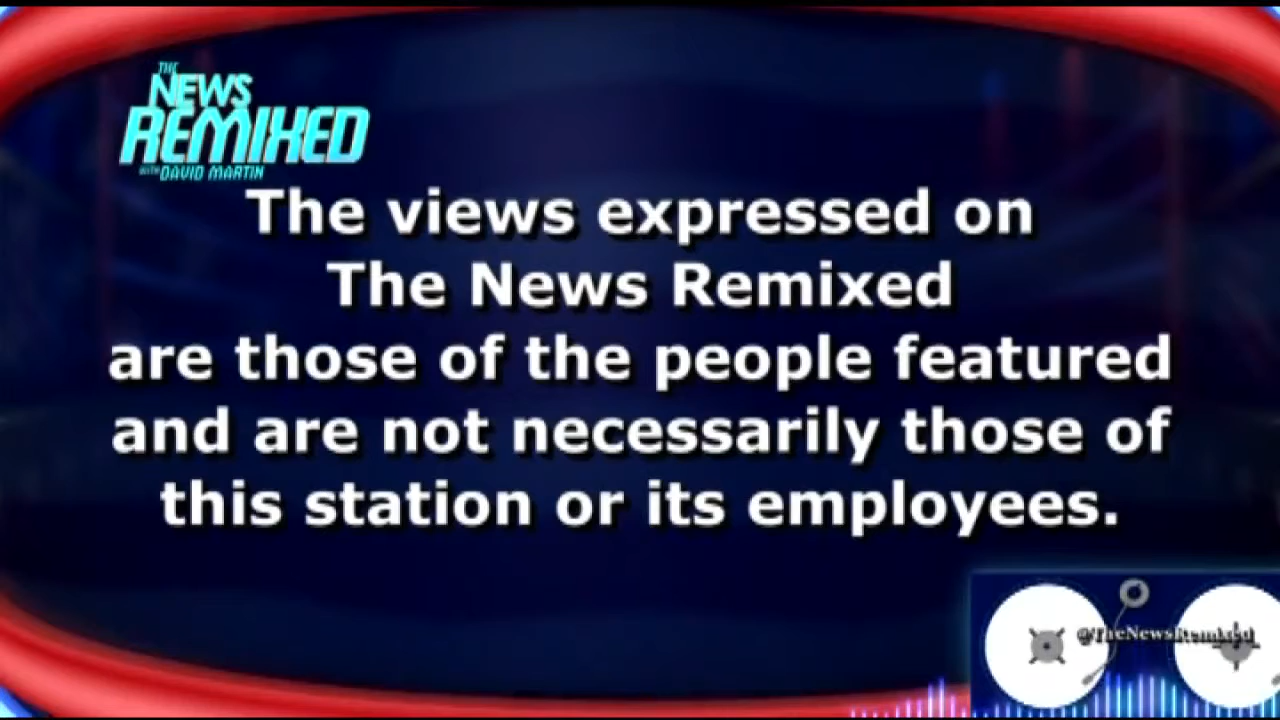 THE
NEWS
REMIXED
WITH DAVID MARTIN
The views expressed on
The News Remixed
are those of the people featured
and are not necessarily those of
this station or its employees.
@TheNewsRemixed